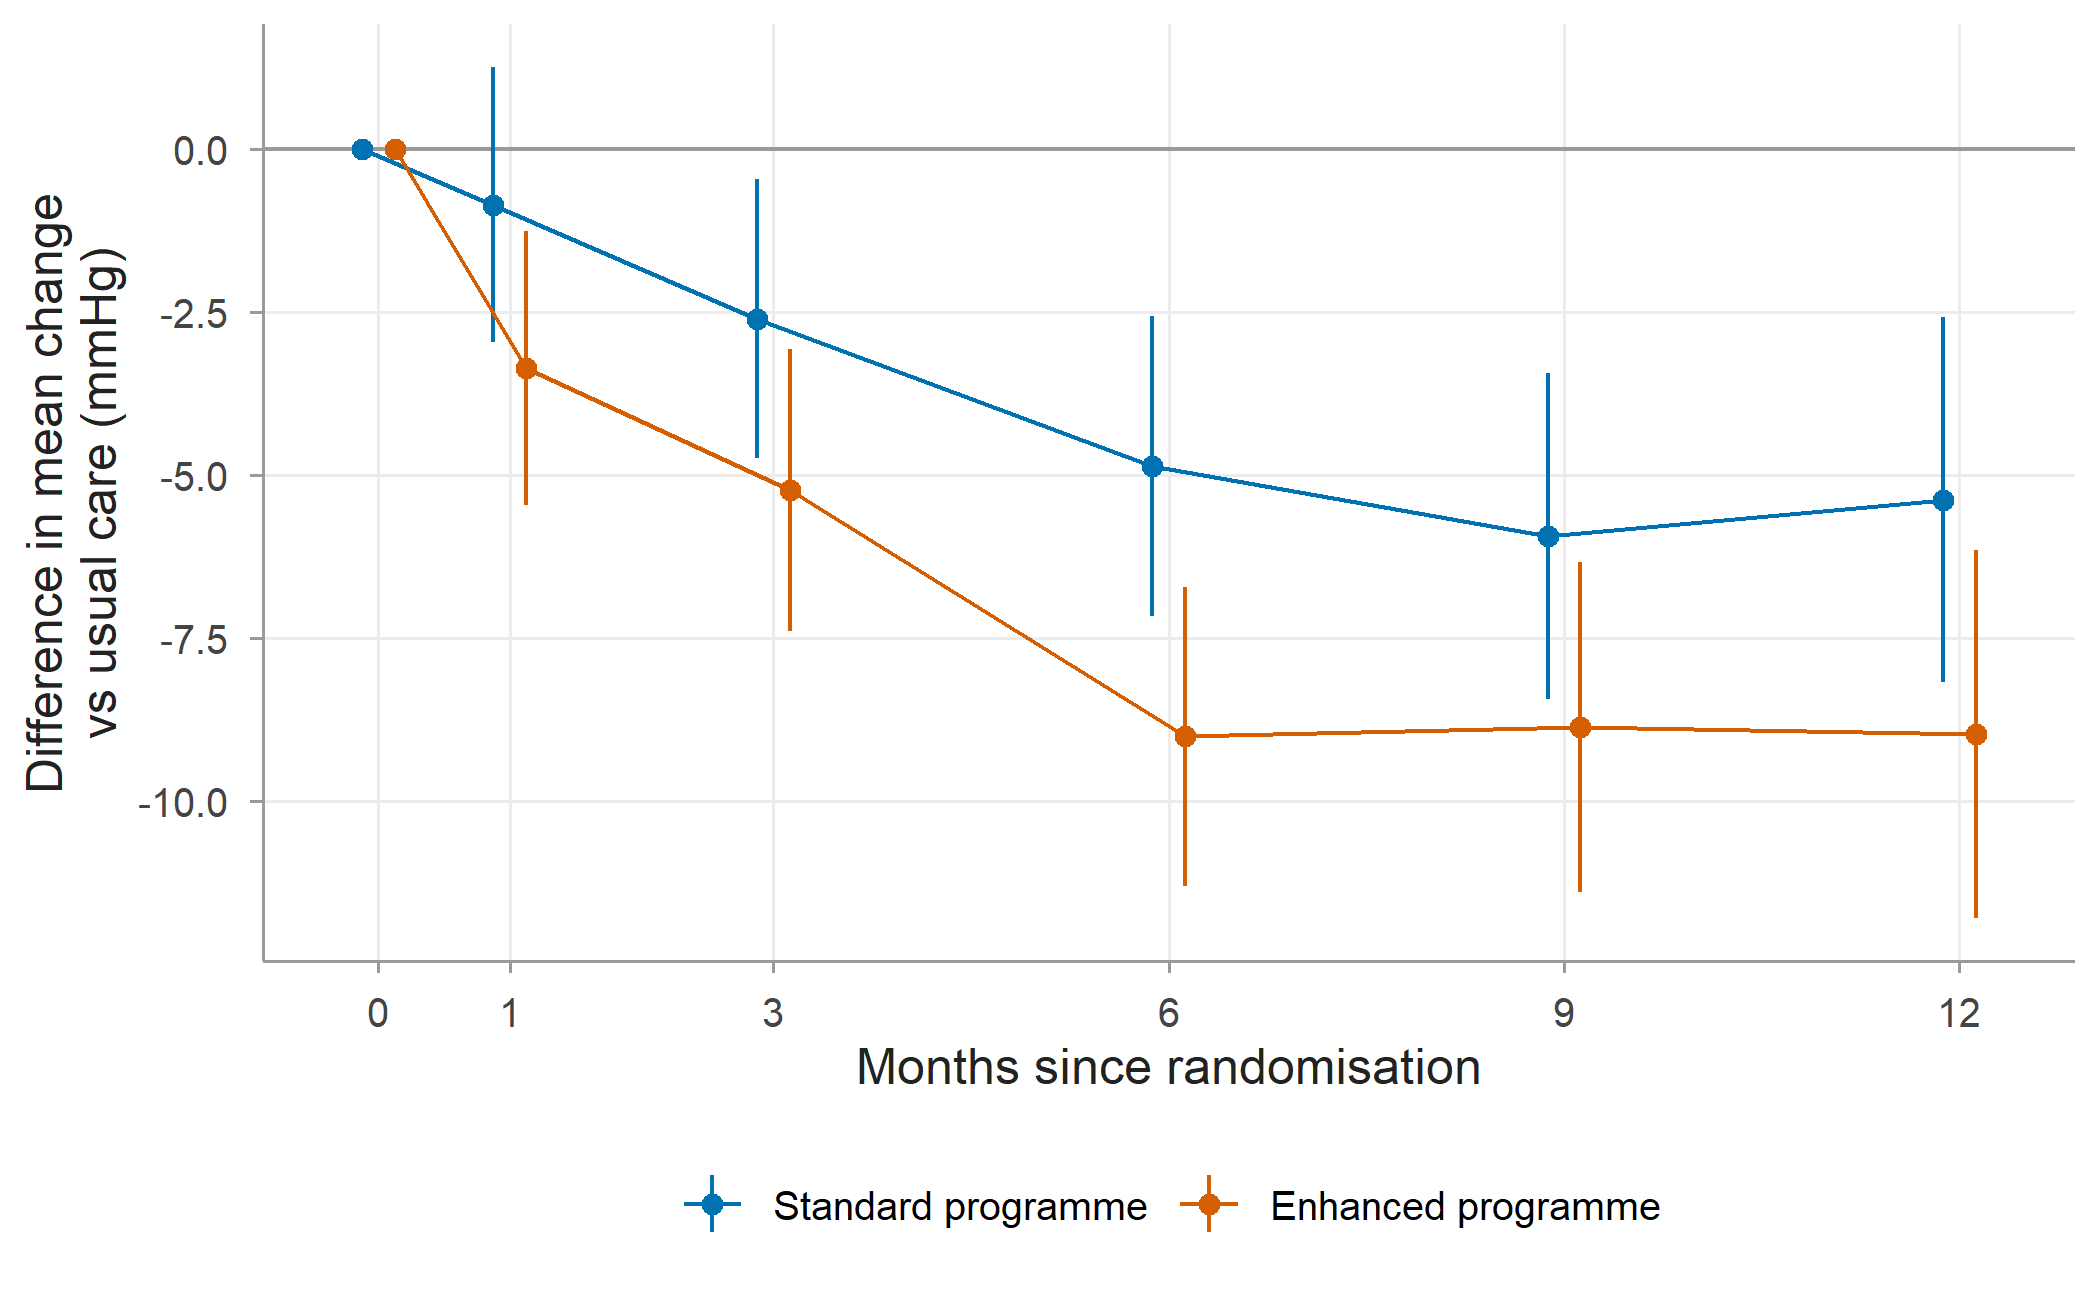 Difference in mean change
vs usual care (mmHg)
0.0
-2.5
-5.0
-7.5
-10.0
0 1 3 6 9 12
Months since randomisation
Standard programme Enhanced programme